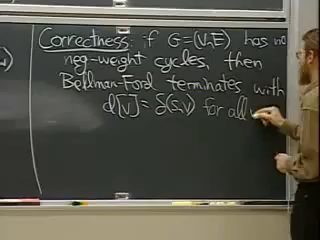 Correctness: if G=(V,E) has no
neg-weight cycles, then
Bellman-Ford terminates with
d[v] = δ(s,v) for all